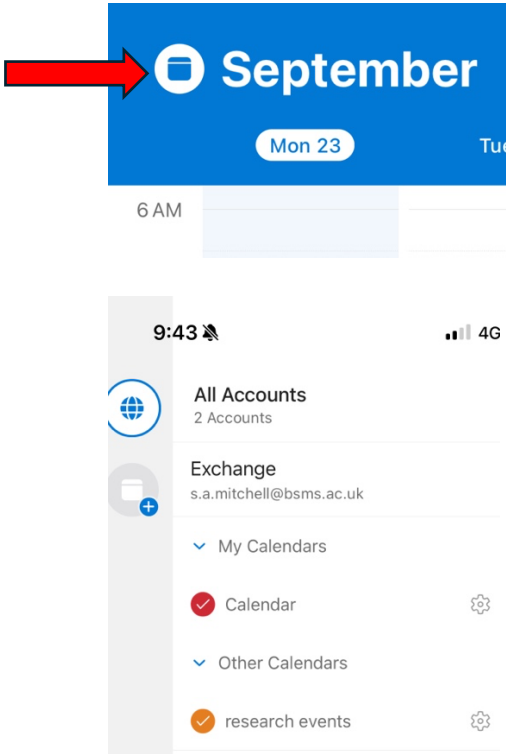 September
Mon 23 Tue
6 AM
9:43 4G
All Accounts
2 Accounts
Exchange
s.a.mitchell@bsms.ac.uk
My Calendars
Calendar
Other Calendars
research events